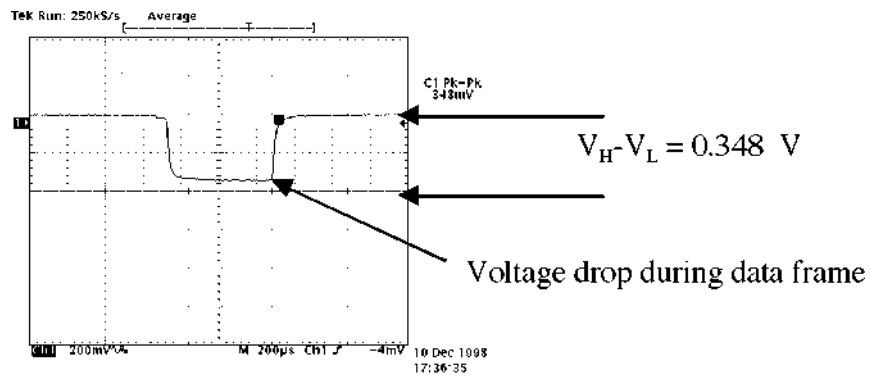 Tek Run: 250kS/s Average
C1 Pk-Pk
348mV
V_H-V_L = 0.348 V
Voltage drop during data frame
Ch1 200mV
M 200µs Ch1 -4mV
10 Dec 1998
17:36:35